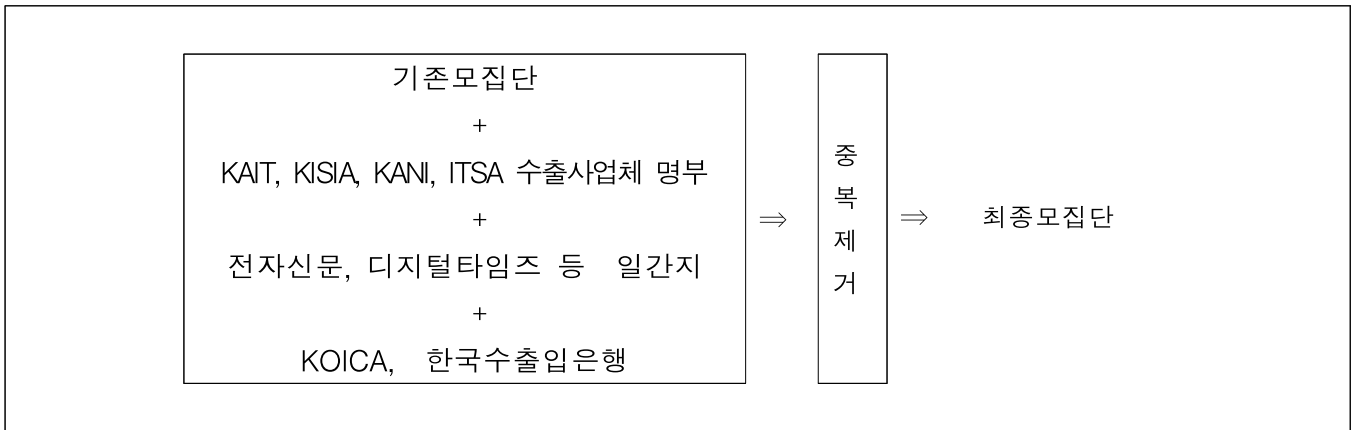 기존모집단
+
KAIT, KISIA, KANI, ITSA 수출사업체 명부
+
전자신문, 디지털타임즈 등 일간지
+
KOICA, 한국수출입은행
⇒
중
복
제
거
⇒
최종모집단